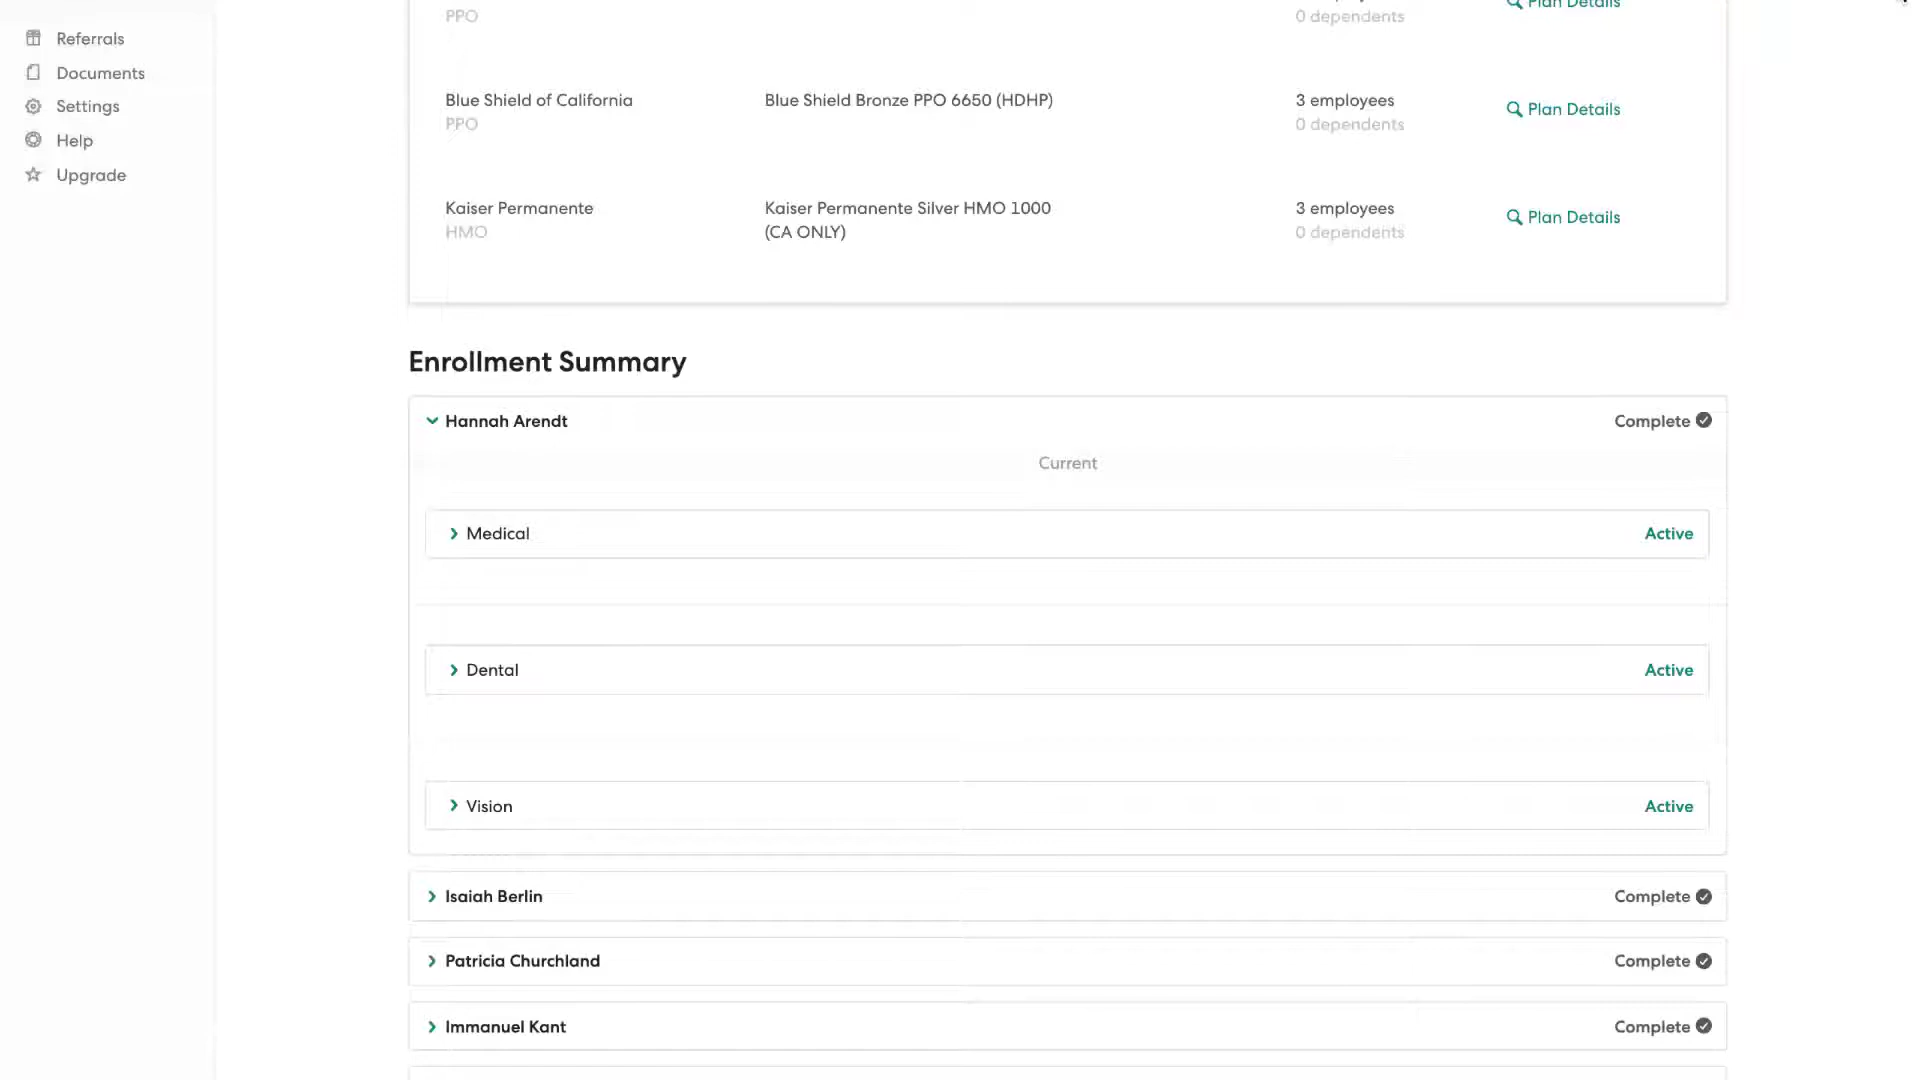 Referrals
Documents
Settings
Help
Upgrade
PPO
0 dependents
Plan Details
Blue Shield of California
PPO
Blue Shield Bronze PPO 6650 (HDHP)
3 employees
0 dependents
Plan Details
Kaiser Permanente
HMO
Kaiser Permanente Silver HMO 1000
(CA ONLY)
3 employees
0 dependents
Plan Details
Enrollment Summary
Hannah Arendt
Complete
Current
Medical
Active
Dental
Active
Vision
Active
Isaiah Berlin
Complete
Patricia Churchland
Complete
Immanuel Kant
Complete